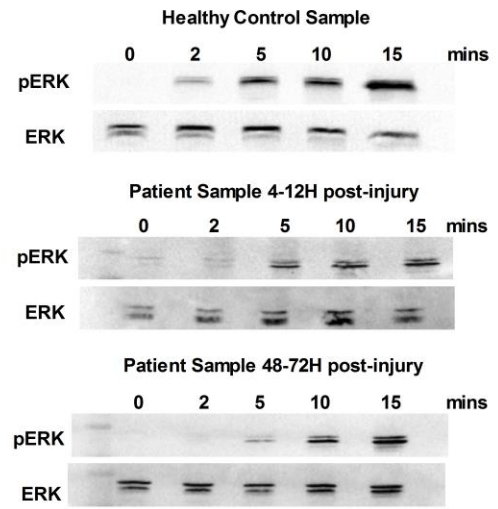 Healthy Control Sample
0 2 5 10 15 mins
pERK
ERK
Patient Sample 4-12H post-injury
0 2 5 10 15 mins
pERK
ERK
Patient Sample 48-72H post-injury
0 2 5 10 15 mins
pERK
ERK